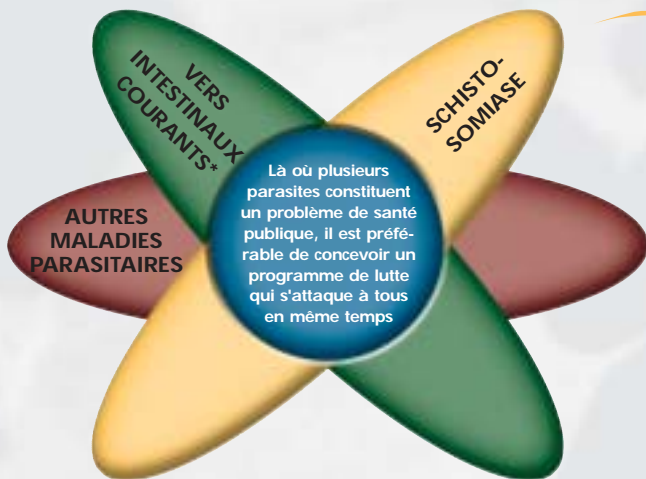 VERS
INTESTINAUX
COURANTS*
SCHISTO-
SOMIASE
AUTRES
MALADIES
PARASITAIRES
Là où plusieurs
parasites constituent
un problème de santé
publique, il est préfé-
rable de concevoir un
programme de lutte
qui s'attaque à tous
en même temps